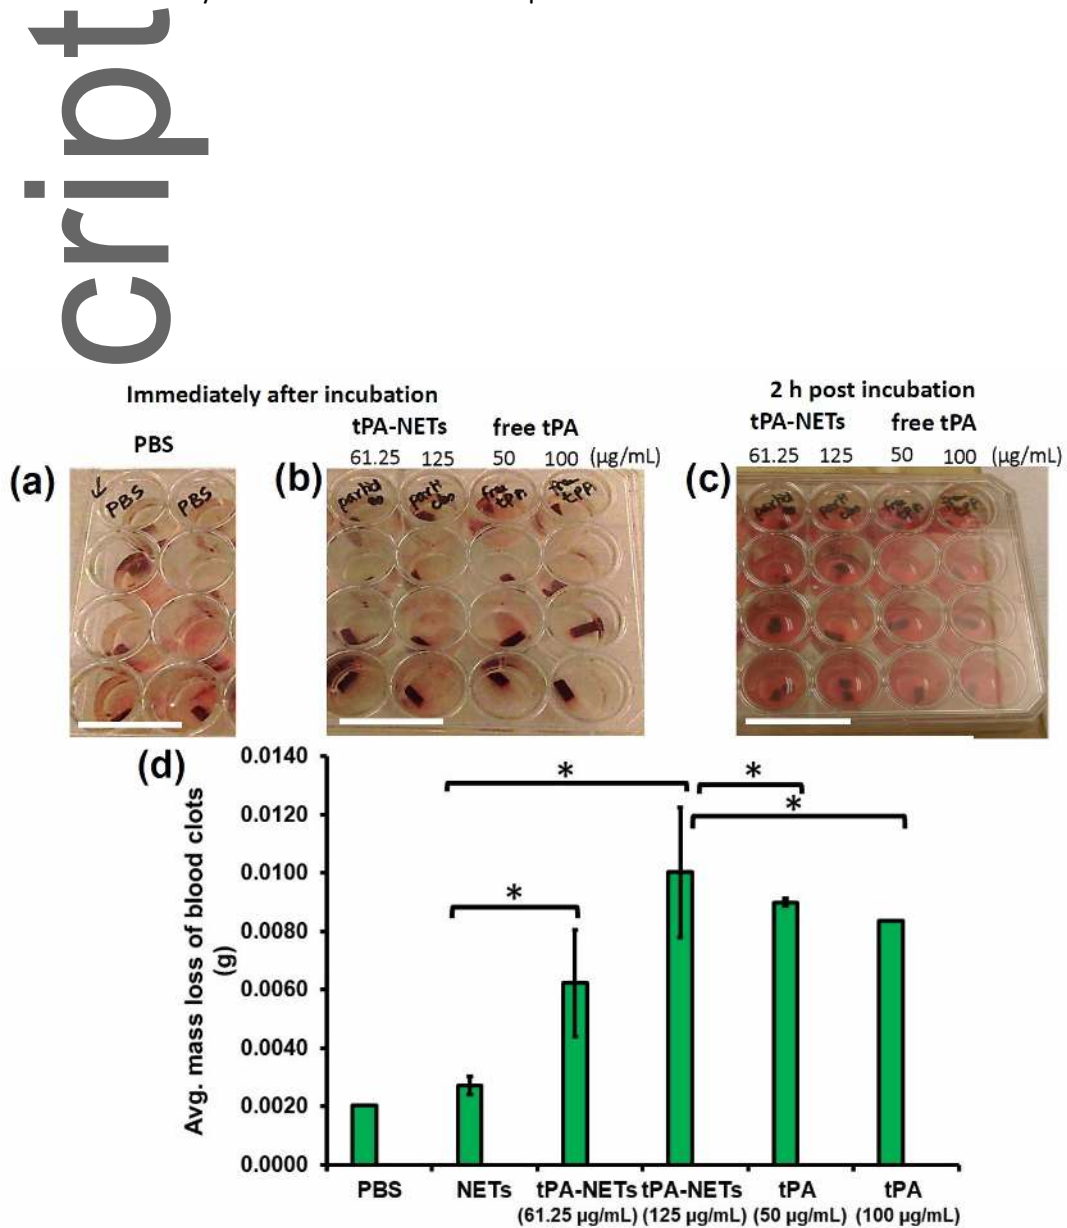 cript
Immediately after incubation
2 h post incubation
PBS
tPA-NETs
free tPA
tPA-NETs
free tPA
61.25 125 50 100 (µg/mL)
61.25 125 50 100 (µg/mL)
(a)
(b)
(c)
PBS
PBS
free
tPA
free
tPA
free
tPA
(d)
Avg. mass loss of blood clots
(g)
0.0140
0.0120
0.0100
0.0080
0.0060
0.0040
0.0020
0.0000
*
*
*
*
PBS
NETs
tPA-NETs
(61.25 µg/mL)
tPA-NETs
(125 µg/mL)
tPA
(50 µg/mL)
tPA
(100 µg/mL)